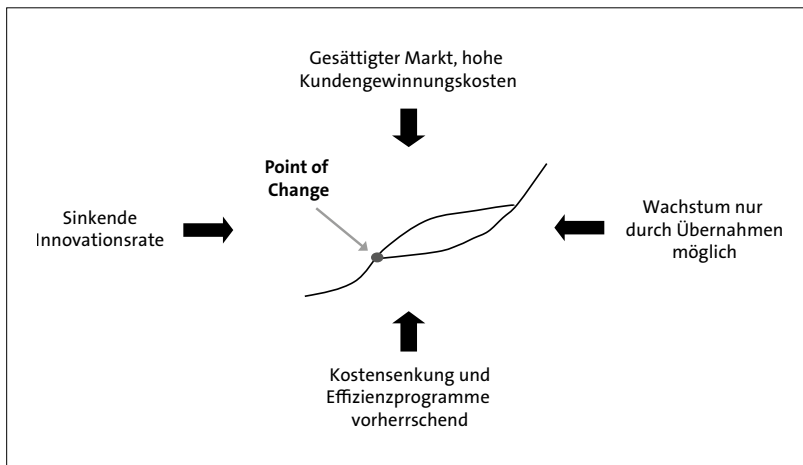 Gesättigter Markt, hohe
Kundengewinnungskosten
Point of
Change
Sinkende
Innovationsrate
Wachstum nur
durch Übernahmen
möglich
Kostensenkung und
Effizienzprogramme
vorherrschend